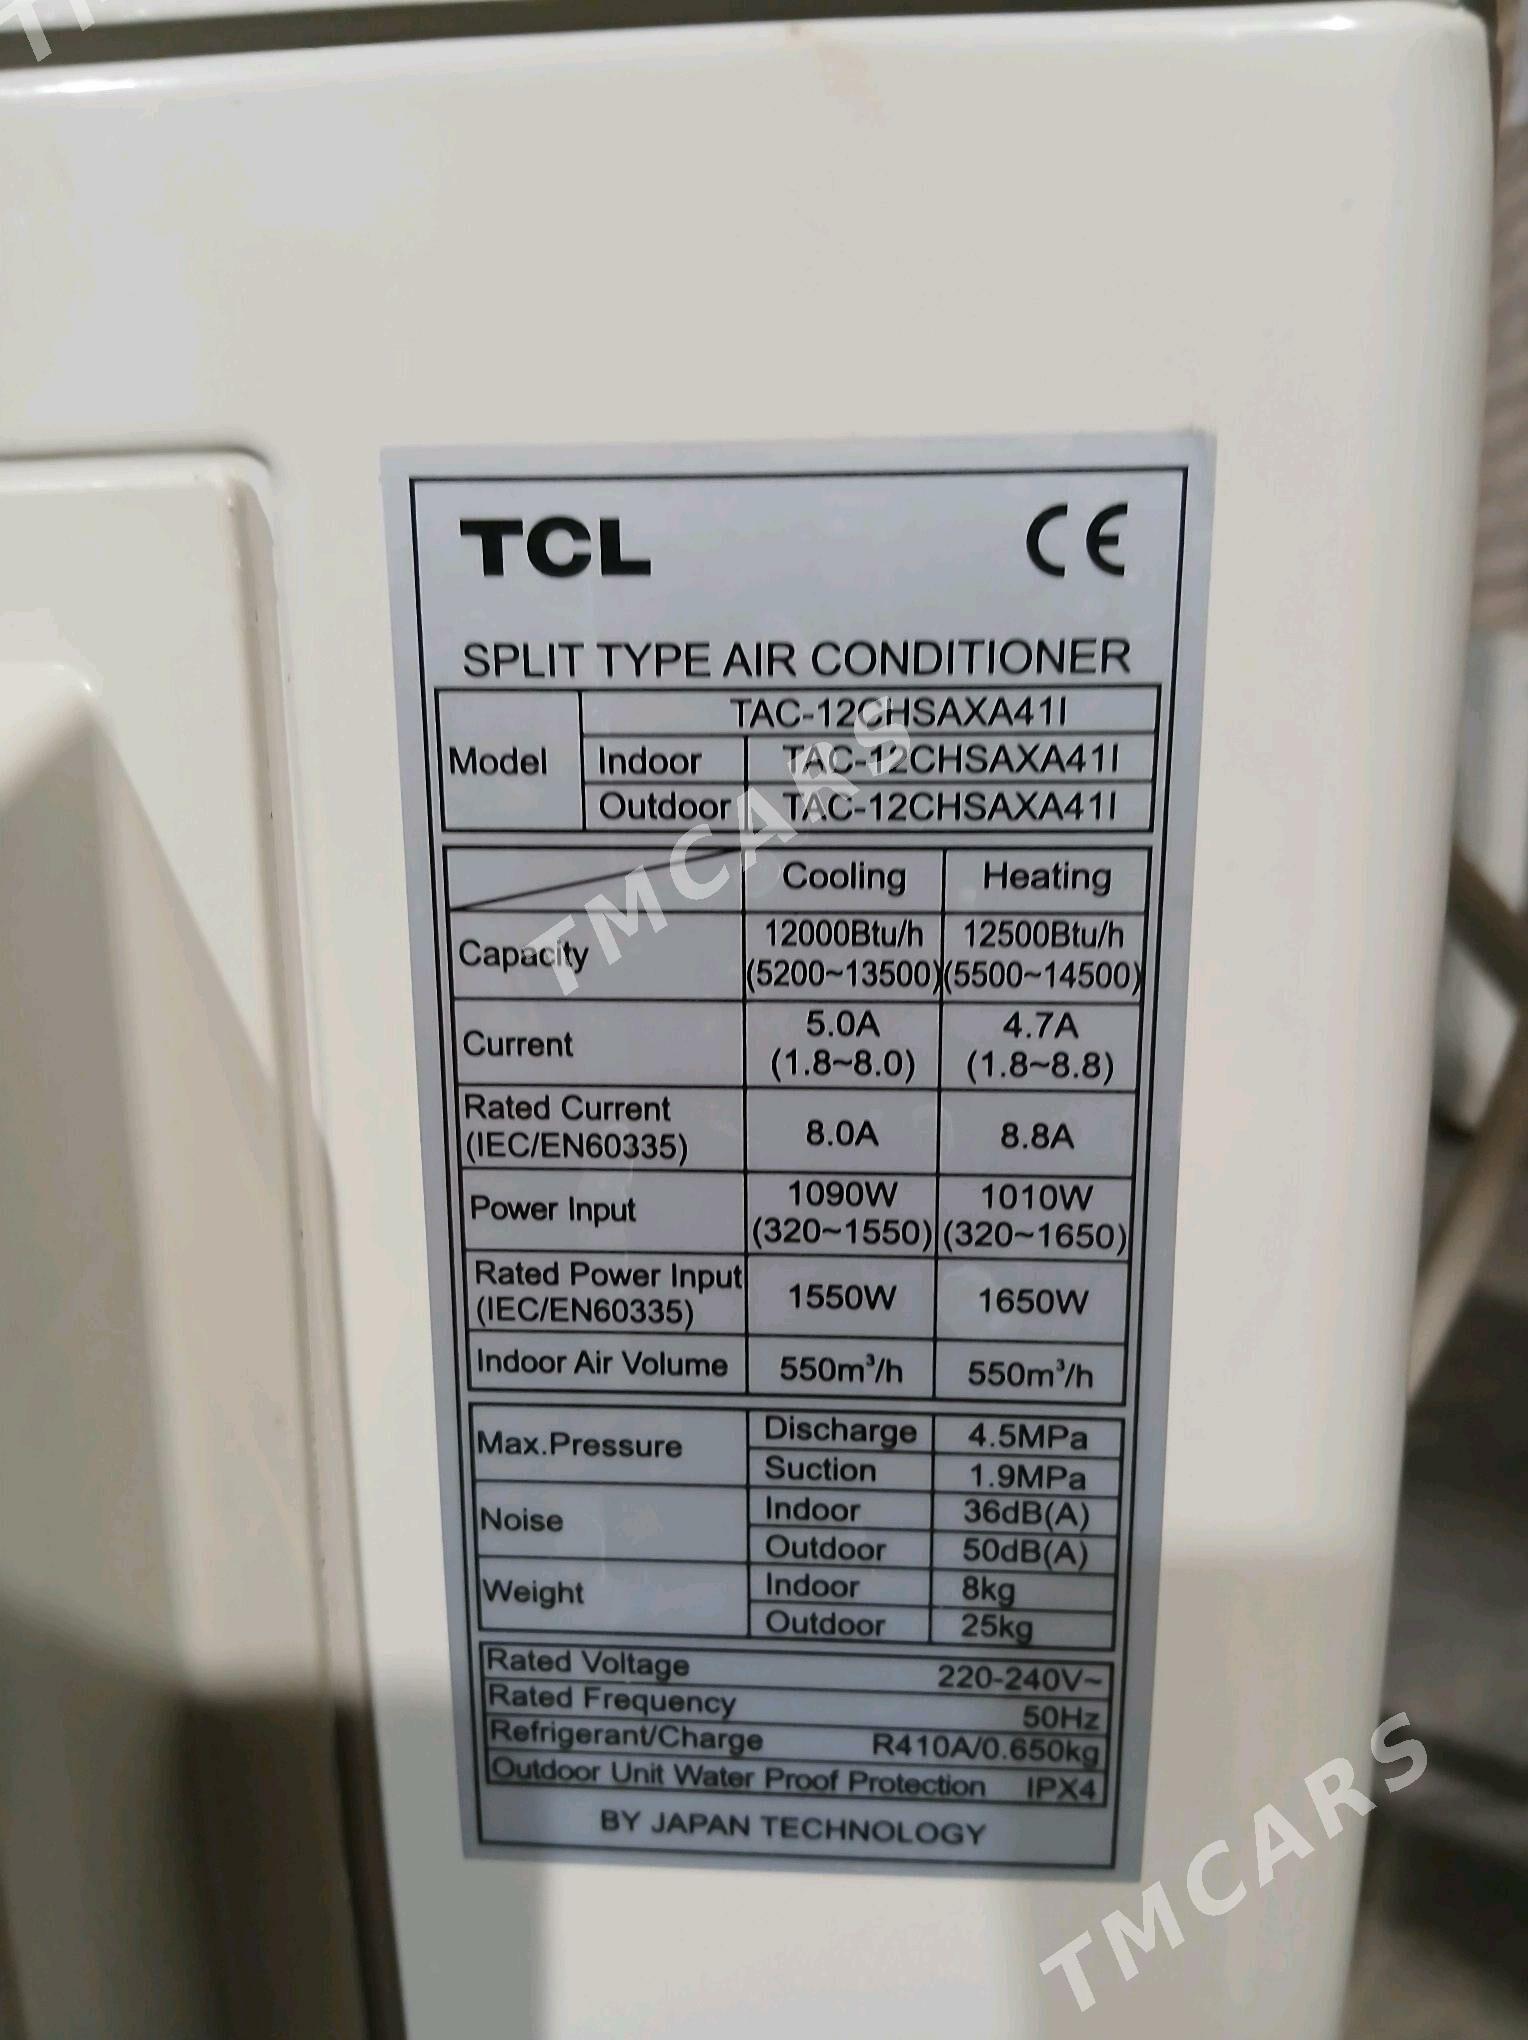 TCL CE
SPLIT TYPE AIR CONDITIONER
Model TAC-12CHSAXA41I
Indoor TAC-12CHSAXA41I
Outdoor TAC-12CHSAXA41I
Cooling Heating
Capacity 12000Btu/h (5200~13500) 12500Btu/h (5500~14500)
Current 5.0A (1.8~8.0) 4.7A (1.8~8.8)
Rated Current (IEC/EN60335) 8.0A 8.8A
Power Input 1090W (320~1550) 1010W (320~1650)
Rated Power Input (IEC/EN60335) 1550W 1650W
Indoor Air Volume 550m³/h 550m³/h
Max.Pressure Discharge 4.5MPa
Suction 1.9MPa
Noise Indoor 36dB(A)
Outdoor 50dB(A)
Weight Indoor 8kg
Outdoor 25kg
Rated Voltage 220-240V~
Rated Frequency 50Hz
Refrigerant/Charge R410A/0.650kg
Outdoor Unit Water Proof Protection IPX4
BY JAPAN TECHNOLOGY
TMCARS
TMCARS